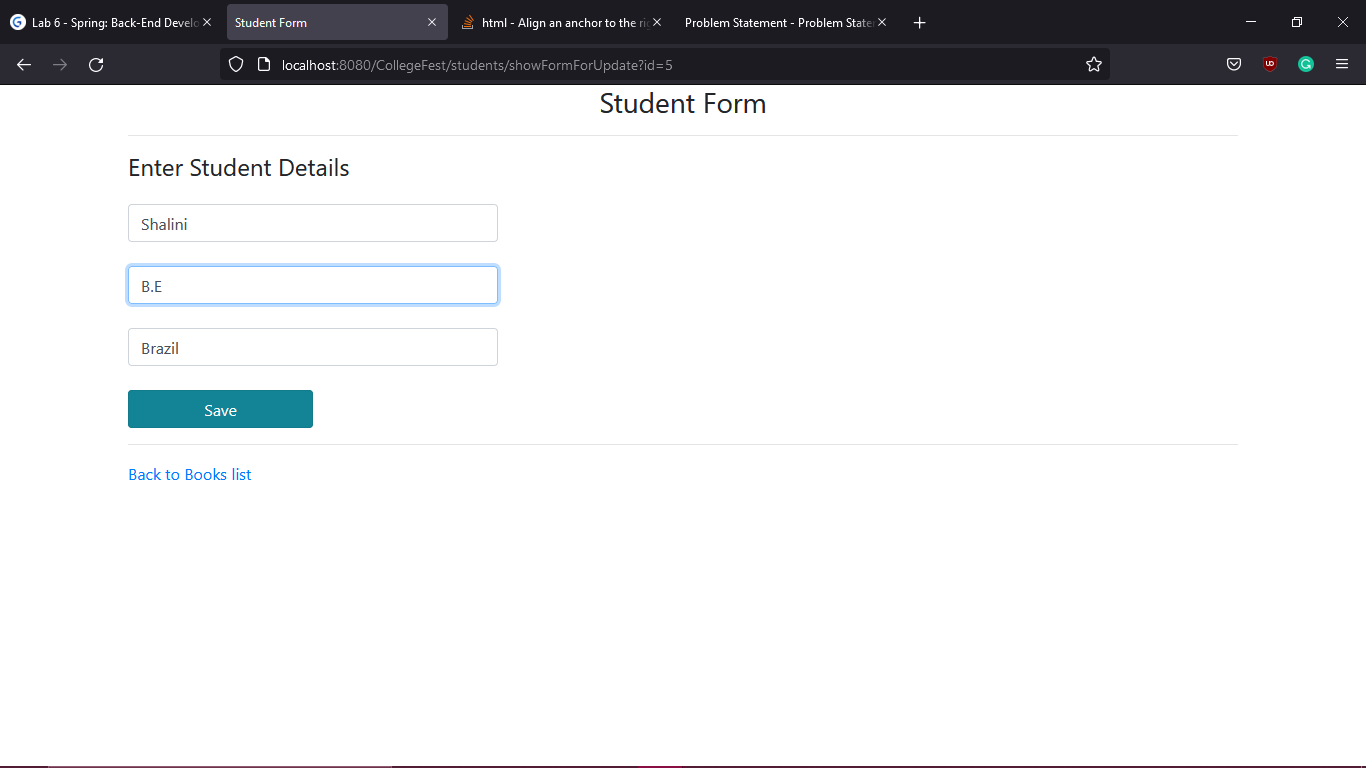 Lab 6 - Spring: Back-End Develo
Student Form
html - Align an anchor to the rig
Problem Statement - Problem State
localhost:8080/CollegeFest/students/showFormForUpdate?id=5
Student Form
Enter Student Details
Shalini
B.E
Brazil
Save
Back to Books list